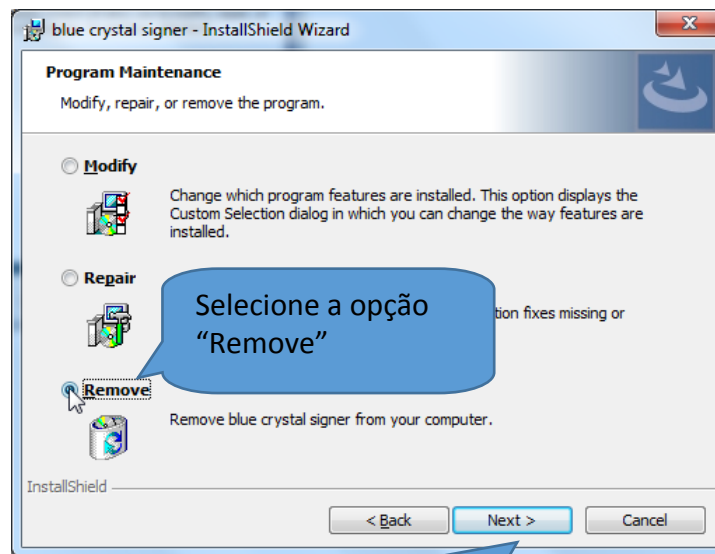 blue crystal signer - InstallShield Wizard
Program Maintenance
Modify, repair, or remove the program.
Modify
Change which program features are installed. This option displays the
Custom Selection dialog in which you can change the way features are
installed.
Repair
Selecione a opção
“Remove”
tion fixes missing or
Remove
Remove blue crystal signer from your computer.
InstallShield
< Back
Next >
Cancel